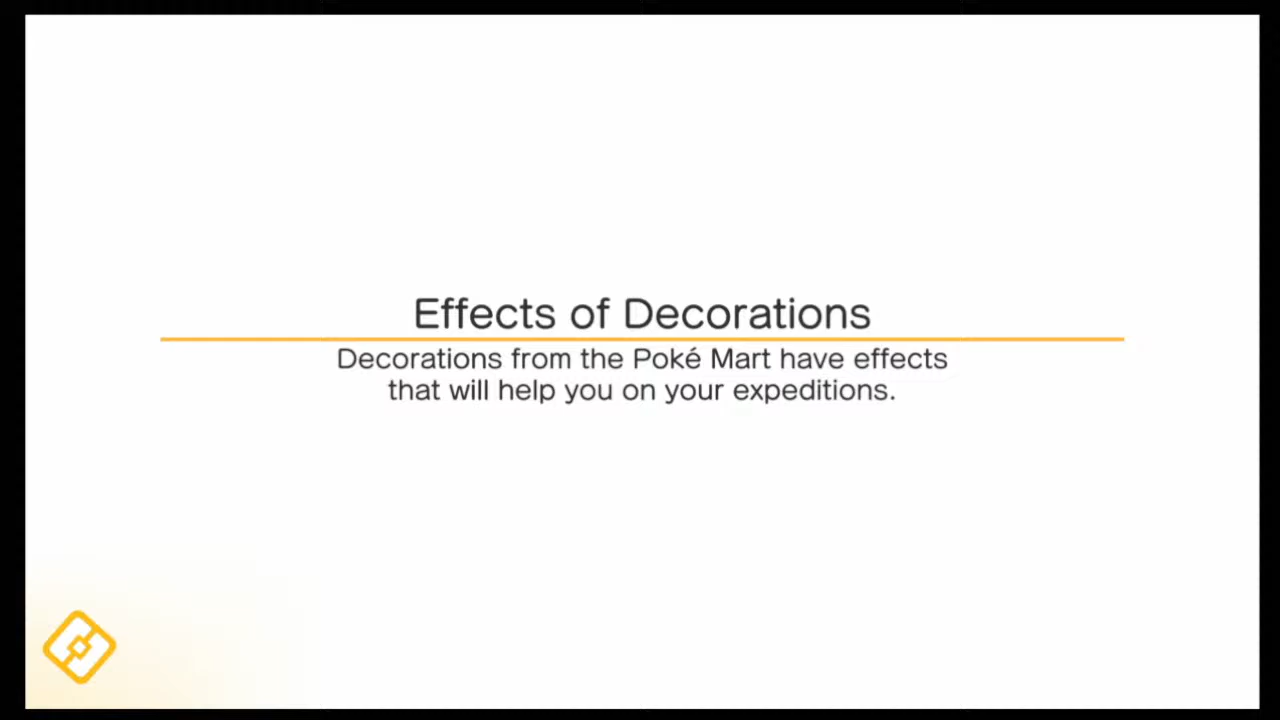 Effects of Decorations
Decorations from the Poké Mart have effects
that will help you on your expeditions.